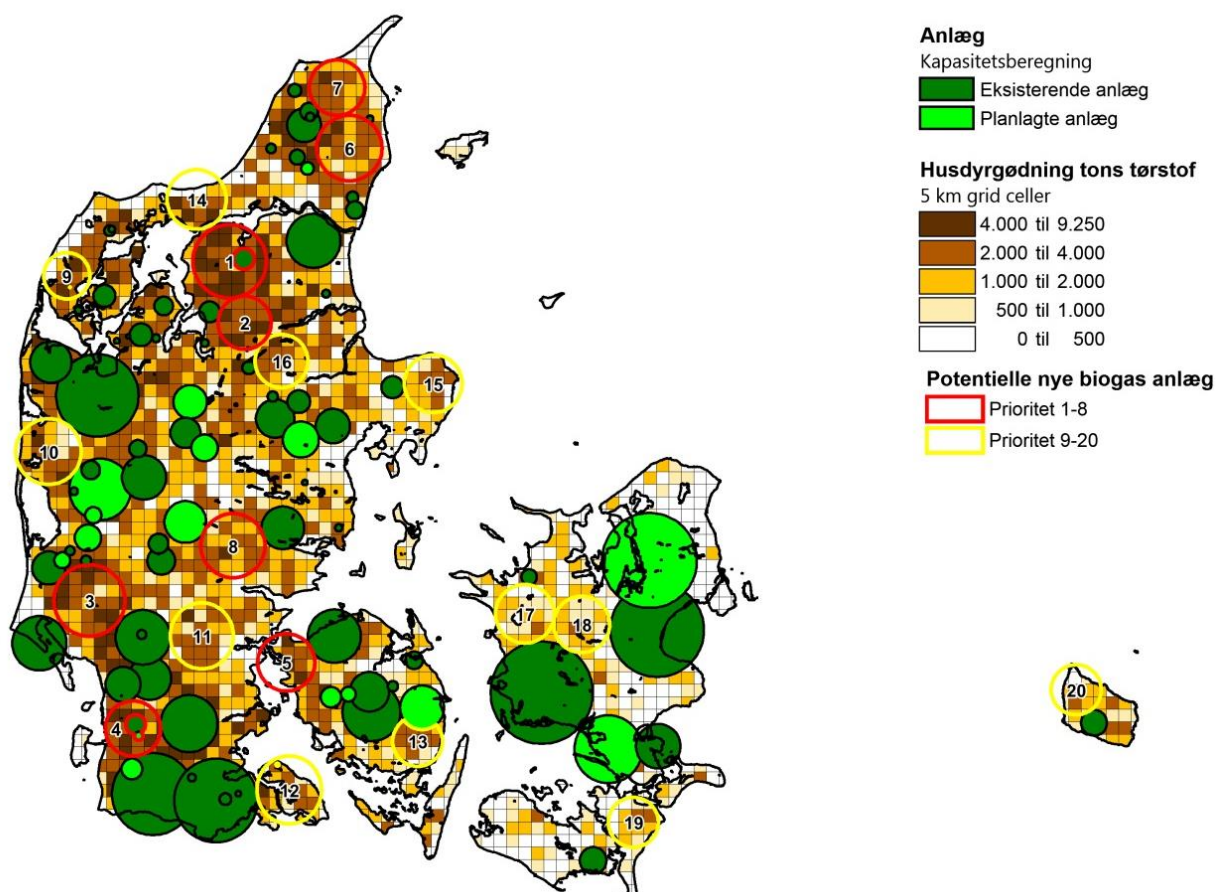 Anlæg
Kapasitetsberegning
Eksisterende anlæg
Planlagte anlæg
Husdyrgødning tons tørstof
5 km grid celler
4.000 til 9.250
2.000 til 4.000
1.000 til 2.000
500 til 1.000
0 til 500
Potentielle nye biogas anlæg
Prioritet 1-8
Prioritet 9-20
7
6
14
1
9
2
16
15
10
8
3
17
18
11
5
20
4
13
12
19